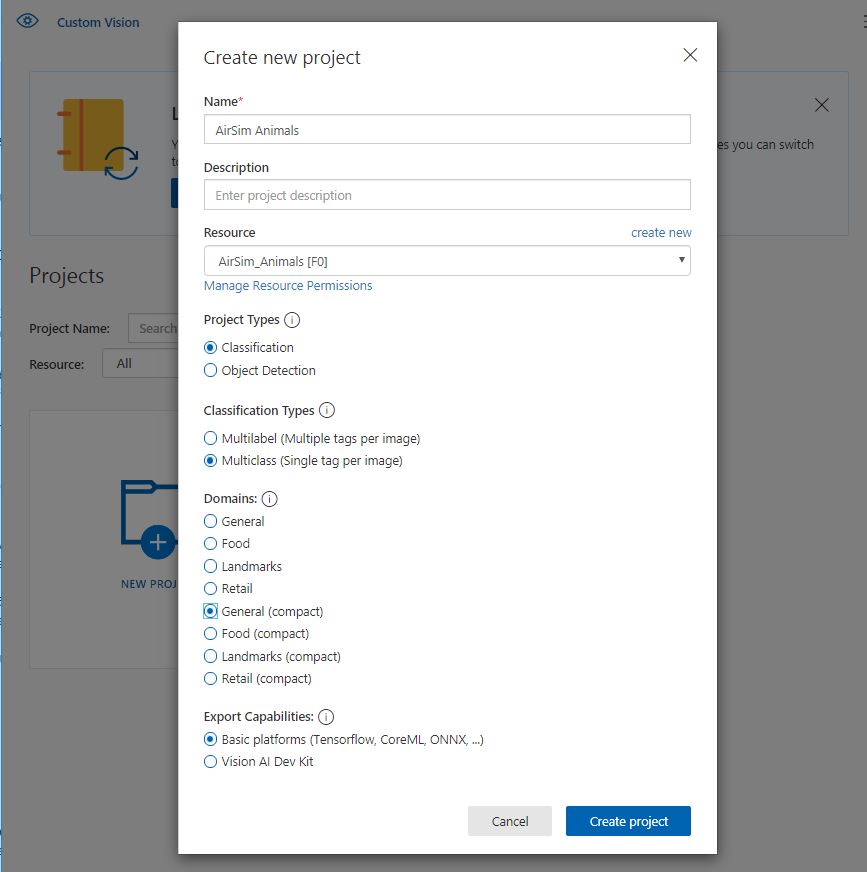 Custom Vision
Create new project
Name*
AirSim Animals
es you can switch
Description
Enter project description
Resource
create new
AirSim_Animals [F0]
Manage Resource Permissions
Projects
Project Name:
Search
Resource:
All
NEW PROJ
Project Types i
Classification
Object Detection
Classification Types i
Multilabel (Multiple tags per image)
Multiclass (Single tag per image)
Domains: i
General
Food
Landmarks
Retail
General (compact)
Food (compact)
Landmarks (compact)
Retail (compact)
Export Capabilities: i
Basic platforms (Tensorflow, CoreML, ONNX, ...)
Vision AI Dev Kit
Cancel
Create project